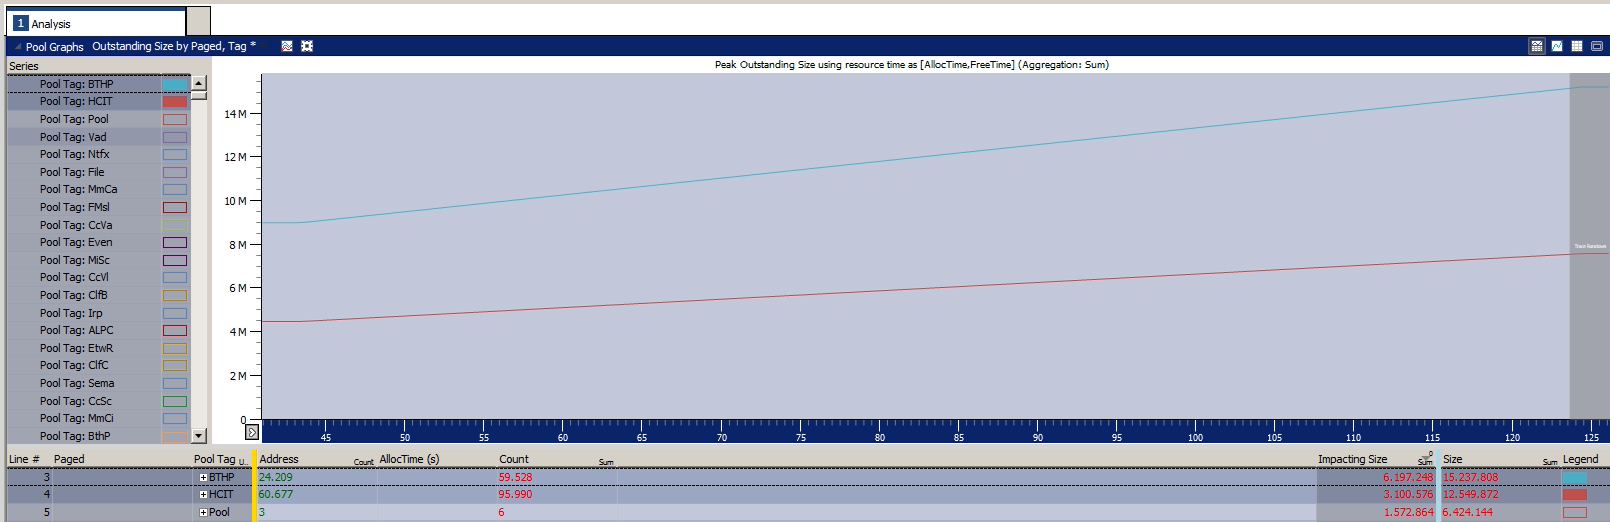 1 Analysis
Pool Graphs Outstanding Size by Paged, Tag *
Series
Peak Outstanding Size using resource time as [AllocTime,FreeTime] (Aggregation: Sum)
Pool Tag: BTHP
Pool Tag: HCIT
Pool Tag: Pool
Pool Tag: Vad
Pool Tag: Ntfx
Pool Tag: File
Pool Tag: MmCa
Pool Tag: FMsl
Pool Tag: CcVa
Pool Tag: Even
Pool Tag: MiSc
Pool Tag: CcVl
Pool Tag: ClfB
Pool Tag: Irp
Pool Tag: ALPC
Pool Tag: EtwR
Pool Tag: ClfC
Pool Tag: Sema
Pool Tag: CcSc
Pool Tag: MmCi
Pool Tag: BthP
14 M
12 M
10 M
8 M
6 M
4 M
2 M
0
Trace Rundown
45 50 55 60 65 70 75 80 85 90 95 100 105 110 115 120 125
Line # Paged Pool Tag U.. Address Count AllocTime (s) Count Sum Impacting Size Sum 0 Size Sum Legend
3 BTHP 24.209 59.528 6.197.248 15.237.808
4 HCIT 60.677 95.990 3.100.576 12.549.872
5 Pool 3 6 1.572.864 6.424.144